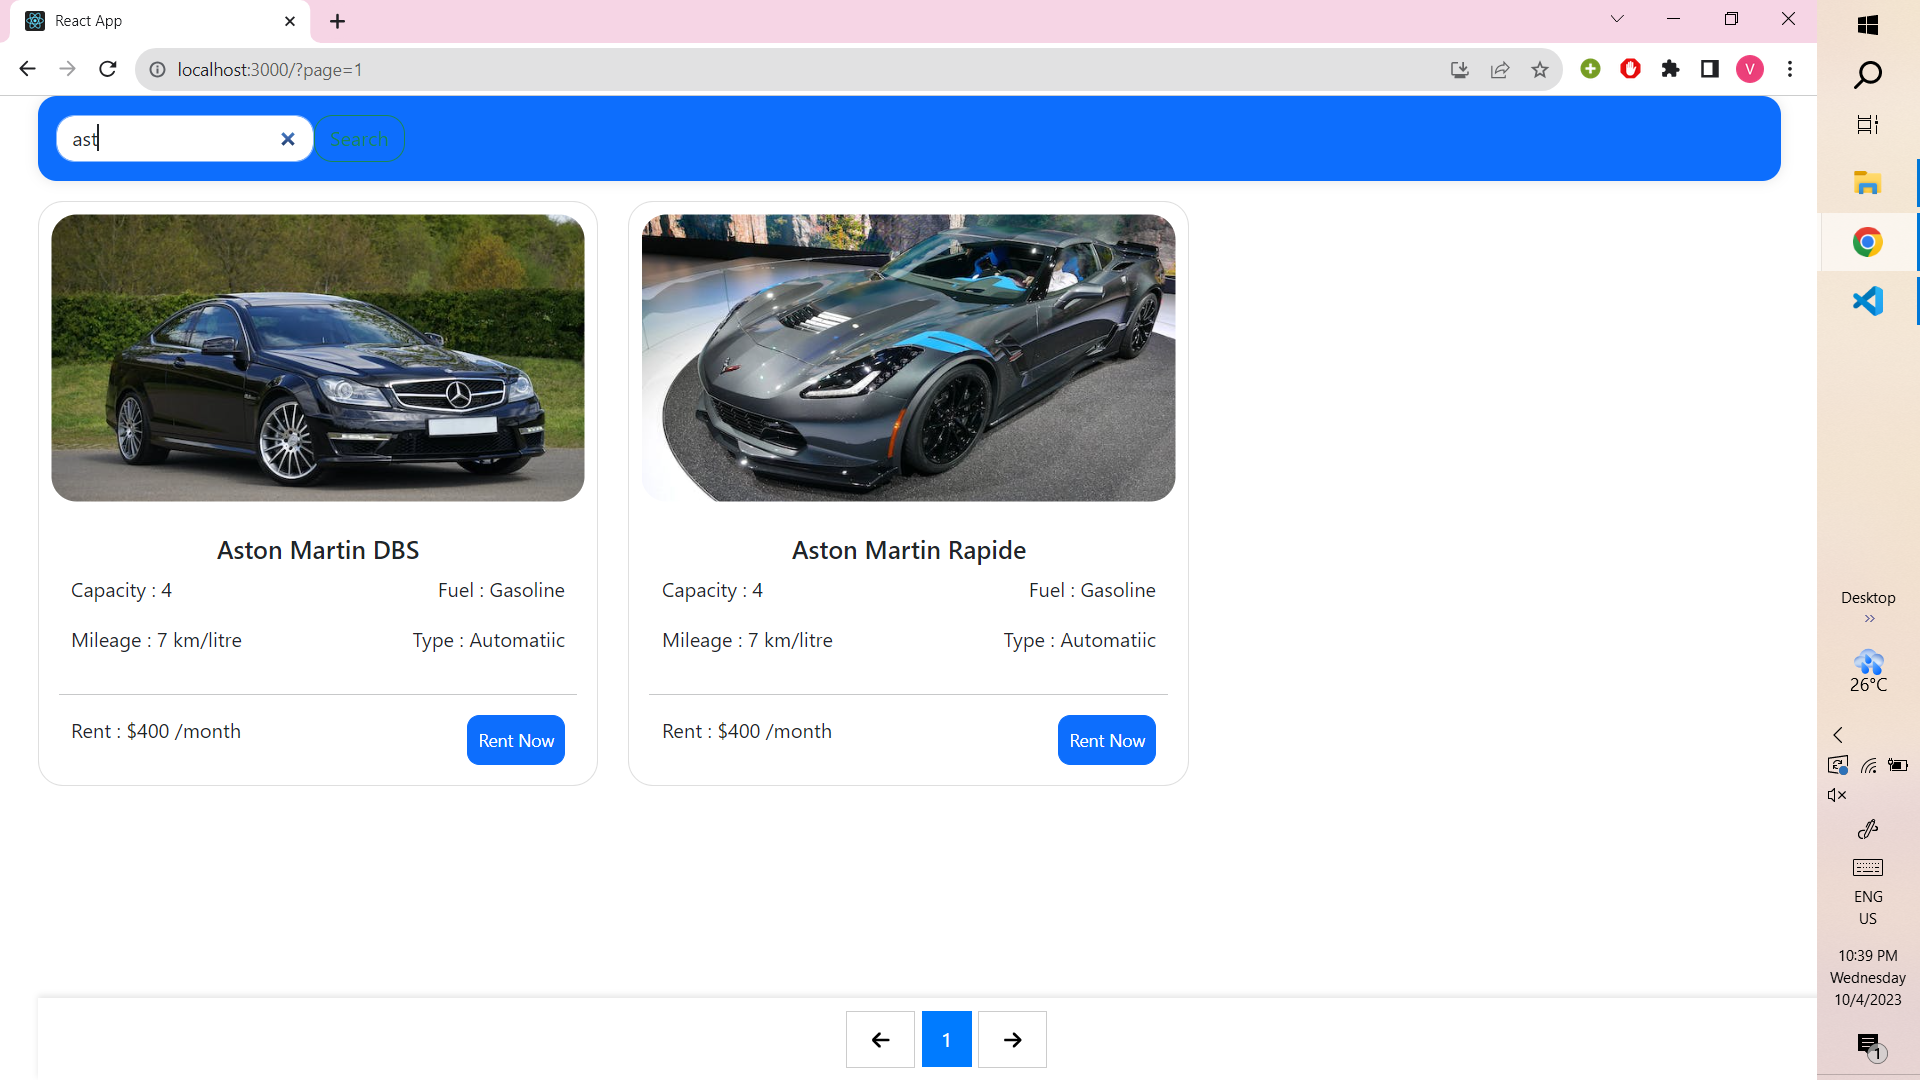 React App
localhost:3000/?page=1
V
ast
Search
Aston Martin DBS
Capacity : 4
Fuel : Gasoline
Mileage : 7 km/litre
Type : Automatiic
Rent : $400 /month
Rent Now
Aston Martin Rapide
Capacity : 4
Fuel : Gasoline
Mileage : 7 km/litre
Type : Automatiic
Rent : $400 /month
Rent Now
1
Desktop
26°C
ENG
US
10:39 PM
Wednesday
10/4/2023
1